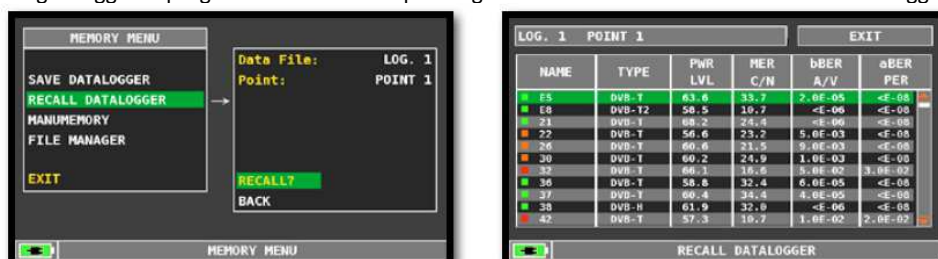 MEMORY MENU
SAVE DATALOGGER
RECALL DATALOGGER
MANUMEMORY
FILE MANAGER
EXIT
Data File: LOG. 1
Point: POINT 1
RECALL?
BACK
MEMORY MENU
LOG. 1 POINT 1 EXIT
NAME TYPE PWR LVL MER C/N bBER A/V aBER PER
E5 DVB-T 63.6 33.7 2.0E-05 <E-08
E8 DVB-T2 58.5 10.7 <E-06 <E-08
21 DVB-T 68.2 24.4 <E-06 <E-08
22 DVB-T 56.6 23.2 5.0E-03 <E-08
26 DVB-T 60.6 21.5 9.0E-03 <E-08
30 DVB-T 60.2 24.9 1.0E-03 <E-08
32 DVB-T 66.1 16.6 5.0E-02 3.0E-02
36 DVB-T 58.8 32.4 6.0E-05 <E-08
37 DVB-T 60.4 34.4 4.0E-05 <E-08
38 DVB-H 61.9 32.0 <E-06 <E-08
42 DVB-T 57.3 10.7 1.0E-02 2.0E-02
RECALL DATALOGGER